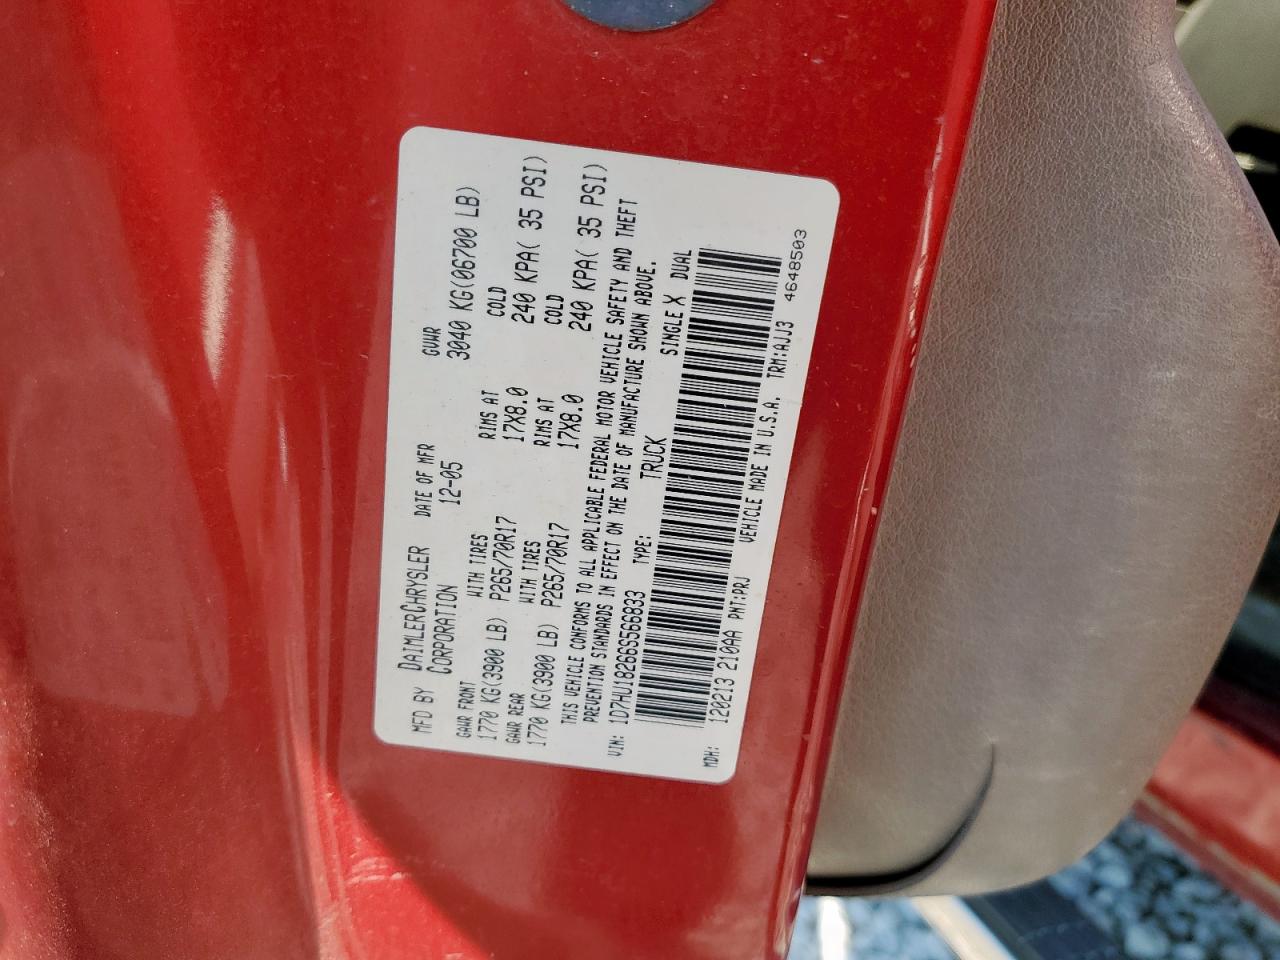 MFD BY DAIMLERCHRYSLER CORPORATION DATE OF MFR 12-05 GVWR 3040 KG(06700 LB)
GAWR FRONT WITH TIRES RIMS AT COLD
1770 KG(3900 LB) P265/70R17 17X8.0 240 KPA( 35 PSI)
GAWR REAR WITH TIRES RIMS AT COLD
1770 KG(3900 LB) P265/70R17 17X8.0 240 KPA( 35 PSI)
THIS VEHICLE CONFORMS TO ALL APPLICABLE FEDERAL MOTOR VEHICLE SAFETY AND THEFT
PREVENTION STANDARDS IN EFFECT ON THE DATE OF MANUFACTURE SHOWN ABOVE.
VIN: 1D7HU18266S566833 TYPE: TRUCK SINGLE X DUAL
MDH: 120213 210AA PNT:PRJ VEHICLE MADE IN U.S.A. TRM:AJJ3 4648503